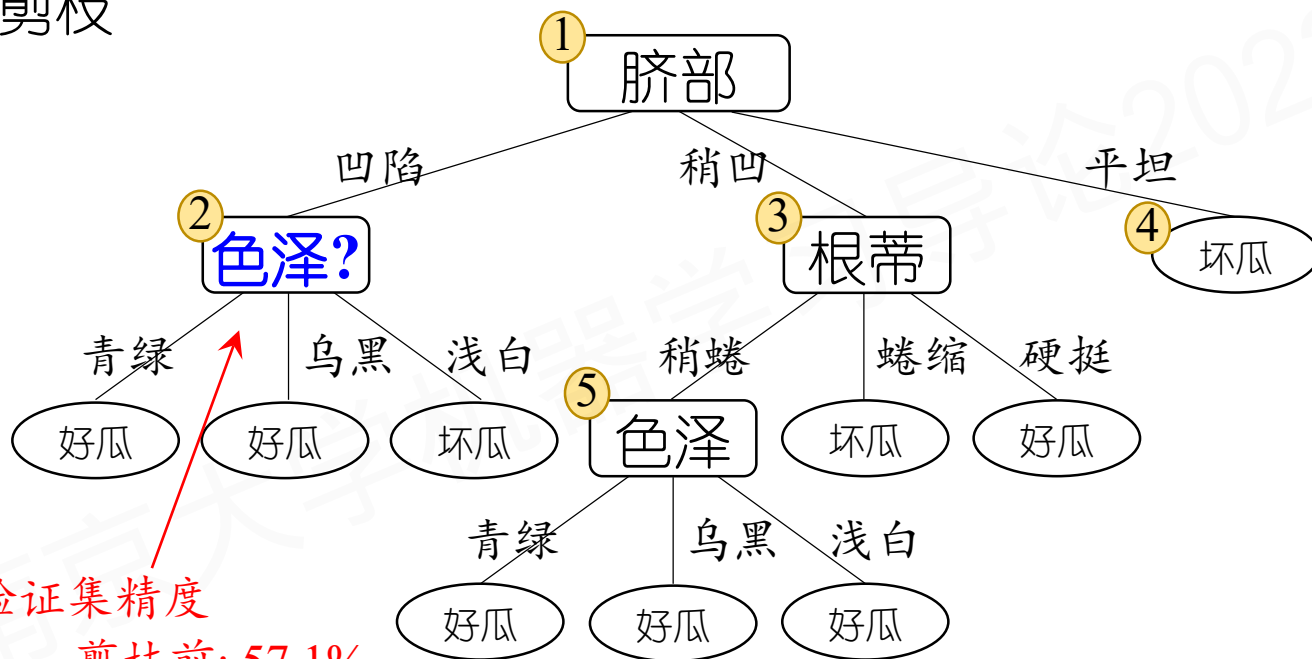 剪枝
1
脐部
凹陷
稍凹
平坦
2
色泽?
3
根蒂
4
坏瓜
青绿
乌黑
浅白
稍蜷
蜷缩
硬挺
好瓜
好瓜
坏瓜
5
色泽
坏瓜
好瓜
青绿
乌黑
浅白
好瓜
好瓜
好瓜
验证集精度
剪枝前: 57.1%